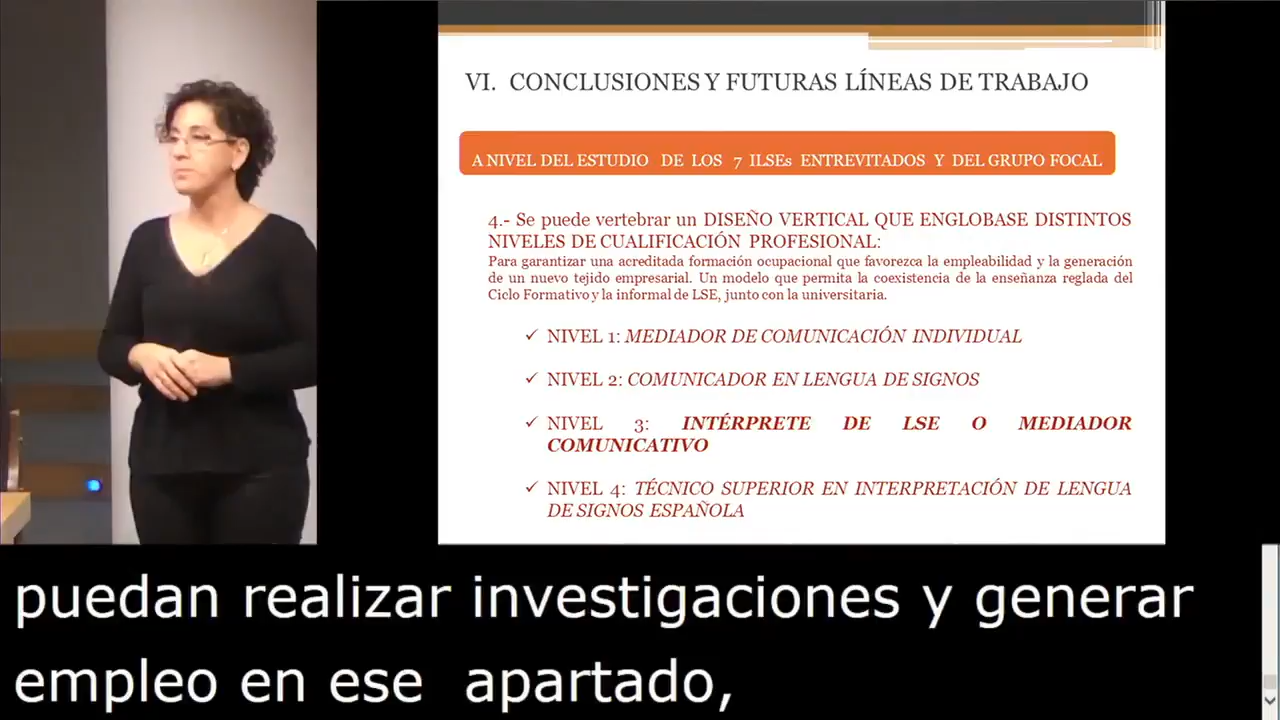 VI. CONCLUSIONES Y FUTURAS LÍNEAS DE TRABAJO
A NIVEL DEL ESTUDIO DE LOS 7 ILSEs ENTREVITADOS Y DEL GRUPO FOCAL
4.- Se puede vertebrar un DISEÑO VERTICAL QUE ENGLOBASE DISTINTOS
NIVELES DE CUALIFICACIÓN PROFESIONAL:
Para garantizar una acreditada formación ocupacional que favorezca la empleabilidad y la generación
de un nuevo tejido empresarial. Un modelo que permita la coexistencia de la enseñanza reglada del
Ciclo Formativo y la informal de LSE, junto con la universitaria.
✓ NIVEL 1: MEDIADOR DE COMUNICACIÓN INDIVIDUAL
✓ NIVEL 2: COMUNICADOR EN LENGUA DE SIGNOS
✓ NIVEL 3: INTÉRPRETE DE LSE O MEDIADOR
COMUNICATIVO
✓ NIVEL 4: TÉCNICO SUPERIOR EN INTERPRETACIÓN DE LENGUA
DE SIGNOS ESPAÑOLA
puedan realizar investigaciones y generar
empleo en ese apartado,